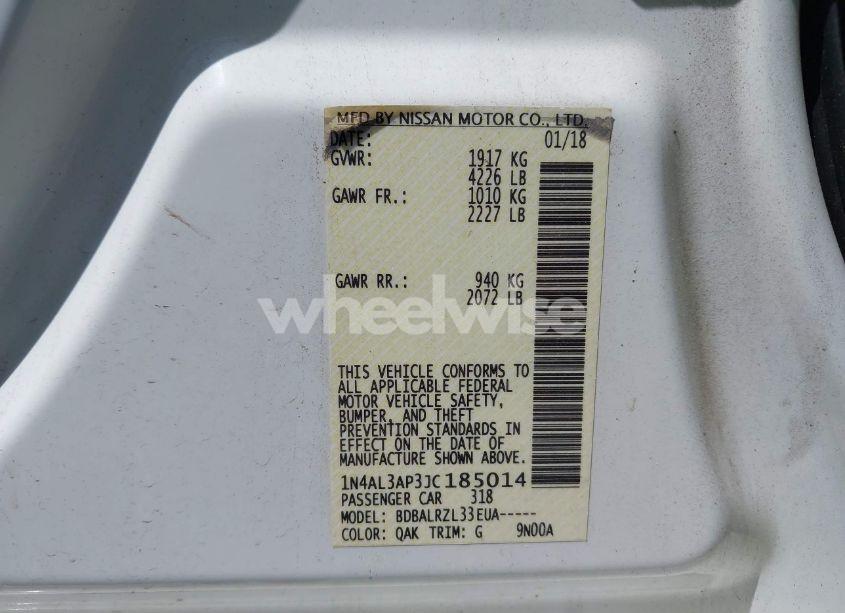 MFD BY NISSAN MOTOR CO., LTD.
DATE: 01/18
GVWR: 1917 KG
4226 LB
GAWR FR.: 1010 KG
2227 LB
GAWR RR.: 940 KG
2072 LB
wheelwise
THIS VEHICLE CONFORMS TO
ALL APPLICABLE FEDERAL
MOTOR VEHICLE SAFETY,
BUMPER, AND THEFT
PREVENTION STANDARDS IN
EFFECT ON THE DATE OF
MANUFACTURE SHOWN ABOVE.
1N4AL3AP3JC185014
PASSENGER CAR 318
MODEL: BDBALRZL33EUA-----
COLOR: QAK TRIM: G 9N00A